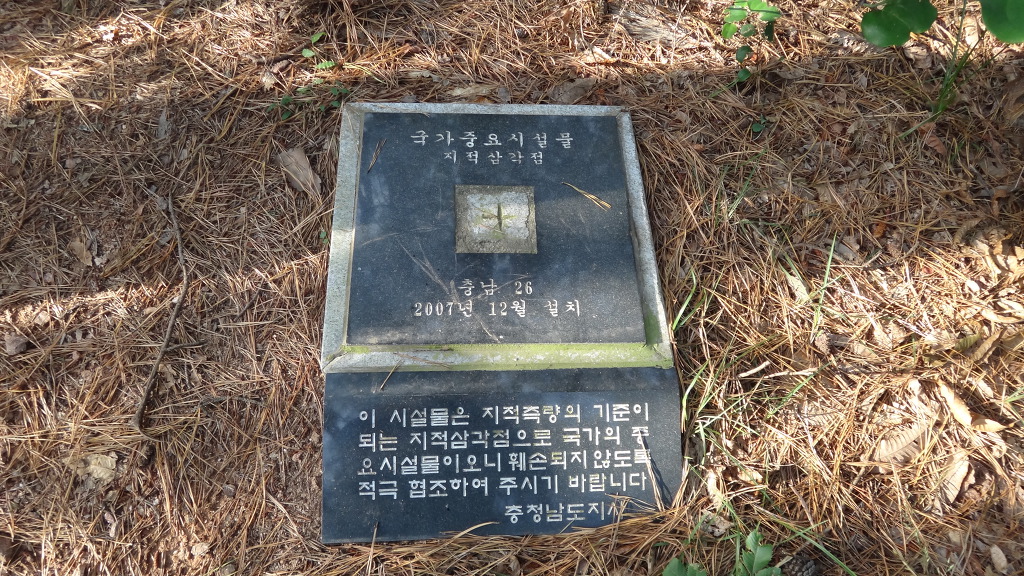 국가중요시설물
지적삼각점
충남 26
2007년 12월 설치
이 시설물은 지적측량의 기준이
되는 지적삼각점으로 국가의 중
요시설물이오니 훼손되지 않도록
적극 협조하여 주시기 바랍니다
충청남도지사